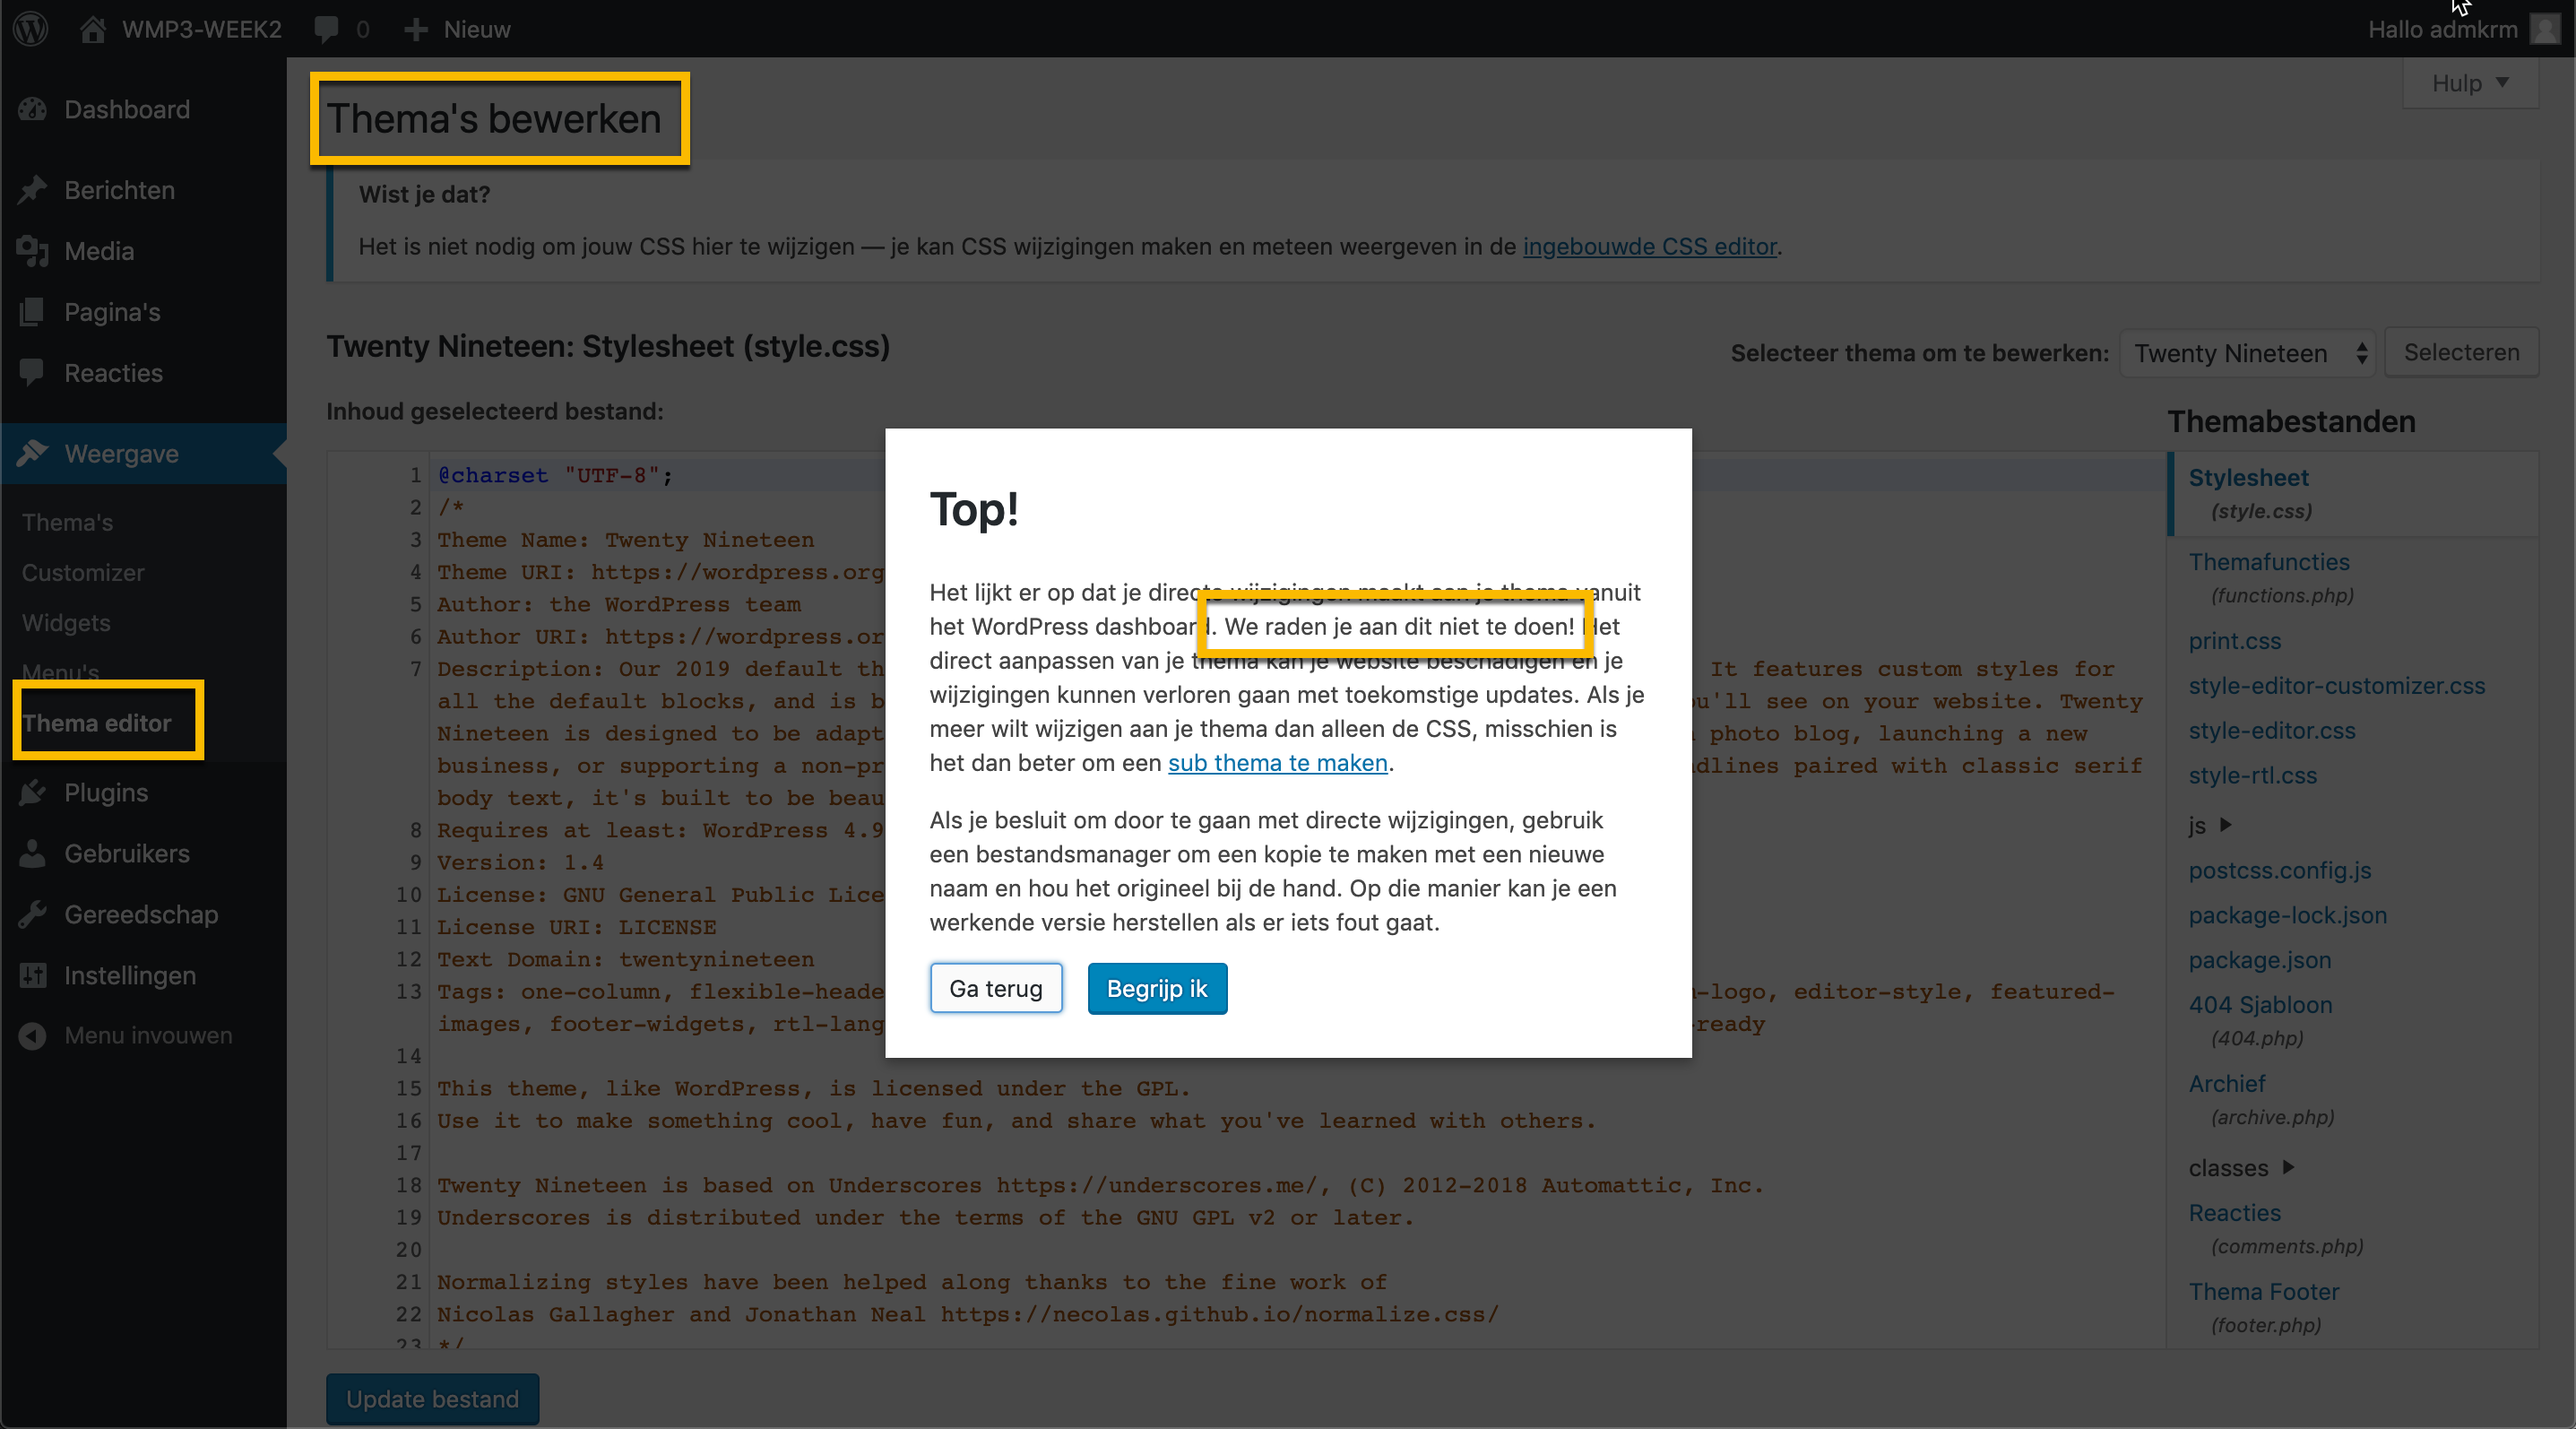 WMP3-WEEK2 0 Nieuw
Hallo admkrm
Dashboard
Berichten
Media
Pagina's
Reacties
Weergave
Thema's
Customizer
Widgets
Menu's
Thema editor
Plugins
Gebruikers
Gereedschap
Instellingen
Menu invouwen
Hulp
Thema's bewerken
Wist je dat?
Het is niet nodig om jouw CSS hier te wijzigen — je kan CSS wijzigingen maken en meteen weergeven in de ingebouwde CSS editor.
Twenty Nineteen: Stylesheet (style.css)
Selecteer thema om te bewerken: Twenty Nineteen Selecteren
Inhoud geselecteerd bestand:
1 @charset "UTF-8";
2 /*
3 Theme Name: Twenty Nineteen
4 Theme URI: https://wordpress.org
5 Author: the WordPress team
6 Author URI: https://wordpress.or
7 Description: Our 2019 default th It features custom styles for
all the default blocks, and is b u'll see on your website. Twenty
Nineteen is designed to be adapt photo blog, launching a new
business, or supporting a non-pr dlines paired with classic serif
body text, it's built to be beau
8 Requires at least: WordPress 4.9
9 Version: 1.4
10 License: GNU General Public Lice
11 License URI: LICENSE
12 Text Domain: twentynineteen
13 Tags: one-column, flexible-heade -logo, editor-style, featured-
images, footer-widgets, rtl-lang -ready
14
15 This theme, like WordPress, is licensed under the GPL.
16 Use it to make something cool, have fun, and share what you've learned with others.
17
18 Twenty Nineteen is based on Underscores https://underscores.me/, (C) 2012-2018 Automattic, Inc.
19 Underscores is distributed under the terms of the GNU GPL v2 or later.
20
21 Normalizing styles have been helped along thanks to the fine work of
22 Nicolas Gallagher and Jonathan Neal https://necolas.github.io/normalize.css/
23 */
Update bestand
Top!
Het lijkt er op dat je directe wijzigingen maakt aan je thema vanuit
het WordPress dashboard. We raden je aan dit niet te doen! Het
direct aanpassen van je thema kan je website beschadigen en je
wijzigingen kunnen verloren gaan met toekomstige updates. Als je
meer wilt wijzigen aan je thema dan alleen de CSS, misschien is
het dan beter om een sub thema te maken.
Als je besluit om door te gaan met directe wijzigingen, gebruik
een bestandsmanager om een kopie te maken met een nieuwe
naam en hou het origineel bij de hand. Op die manier kan je een
werkende versie herstellen als er iets fout gaat.
Ga terug Begrijp ik
Themabestanden
Stylesheet
(style.css)
Themafuncties
(functions.php)
print.css
style-editor-customizer.css
style-editor.css
style-rtl.css
js
postcss.config.js
package-lock.json
package.json
404 Sjabloon
(404.php)
Archief
(archive.php)
classes
Reacties
(comments.php)
Thema Footer
(footer.php)